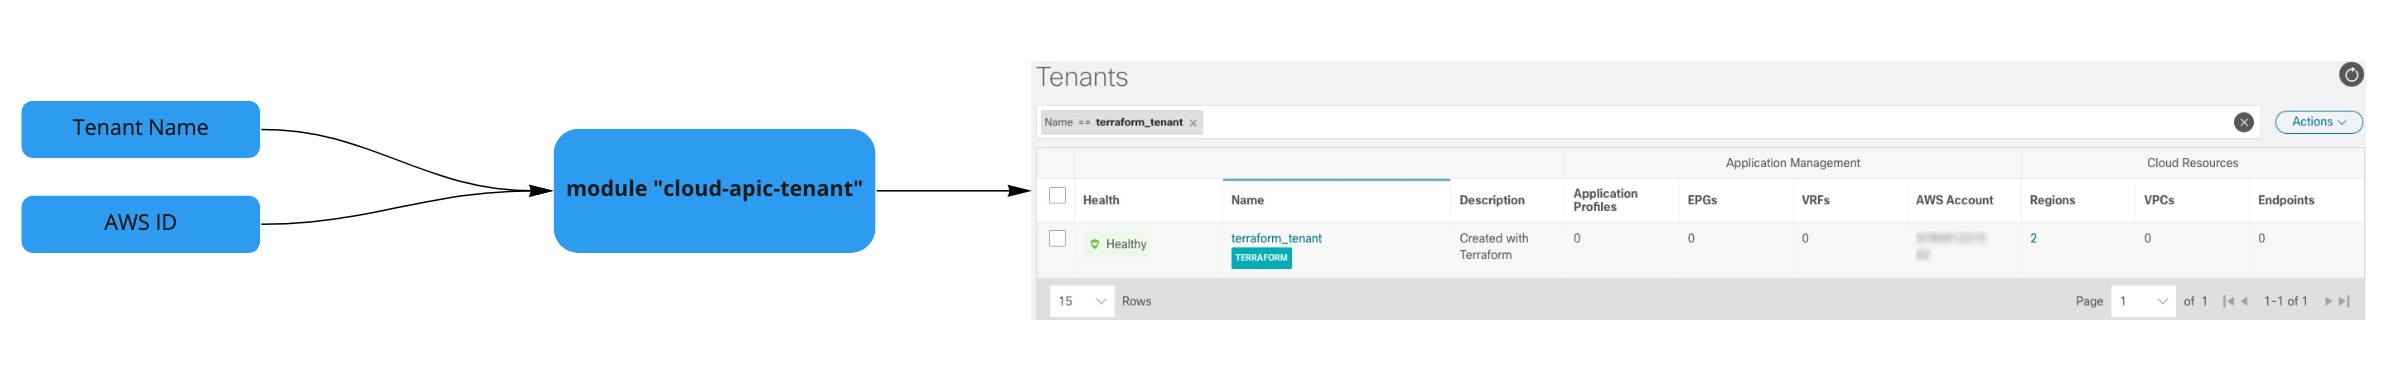 Tenant Name
AWS ID
module "cloud-apic-tenant"
Tenants
Name == terraform_tenant
Actions
Application Management
Cloud Resources
Health
Name
Description
Application
Profiles
EPGs
VRFs
AWS Account
Regions
VPCs
Endpoints
Healthy
terraform_tenant
TERRAFORM
Created with
Terraform
0
0
0
2
0
0
15 Rows
Page 1 of 1 1-1 of 1